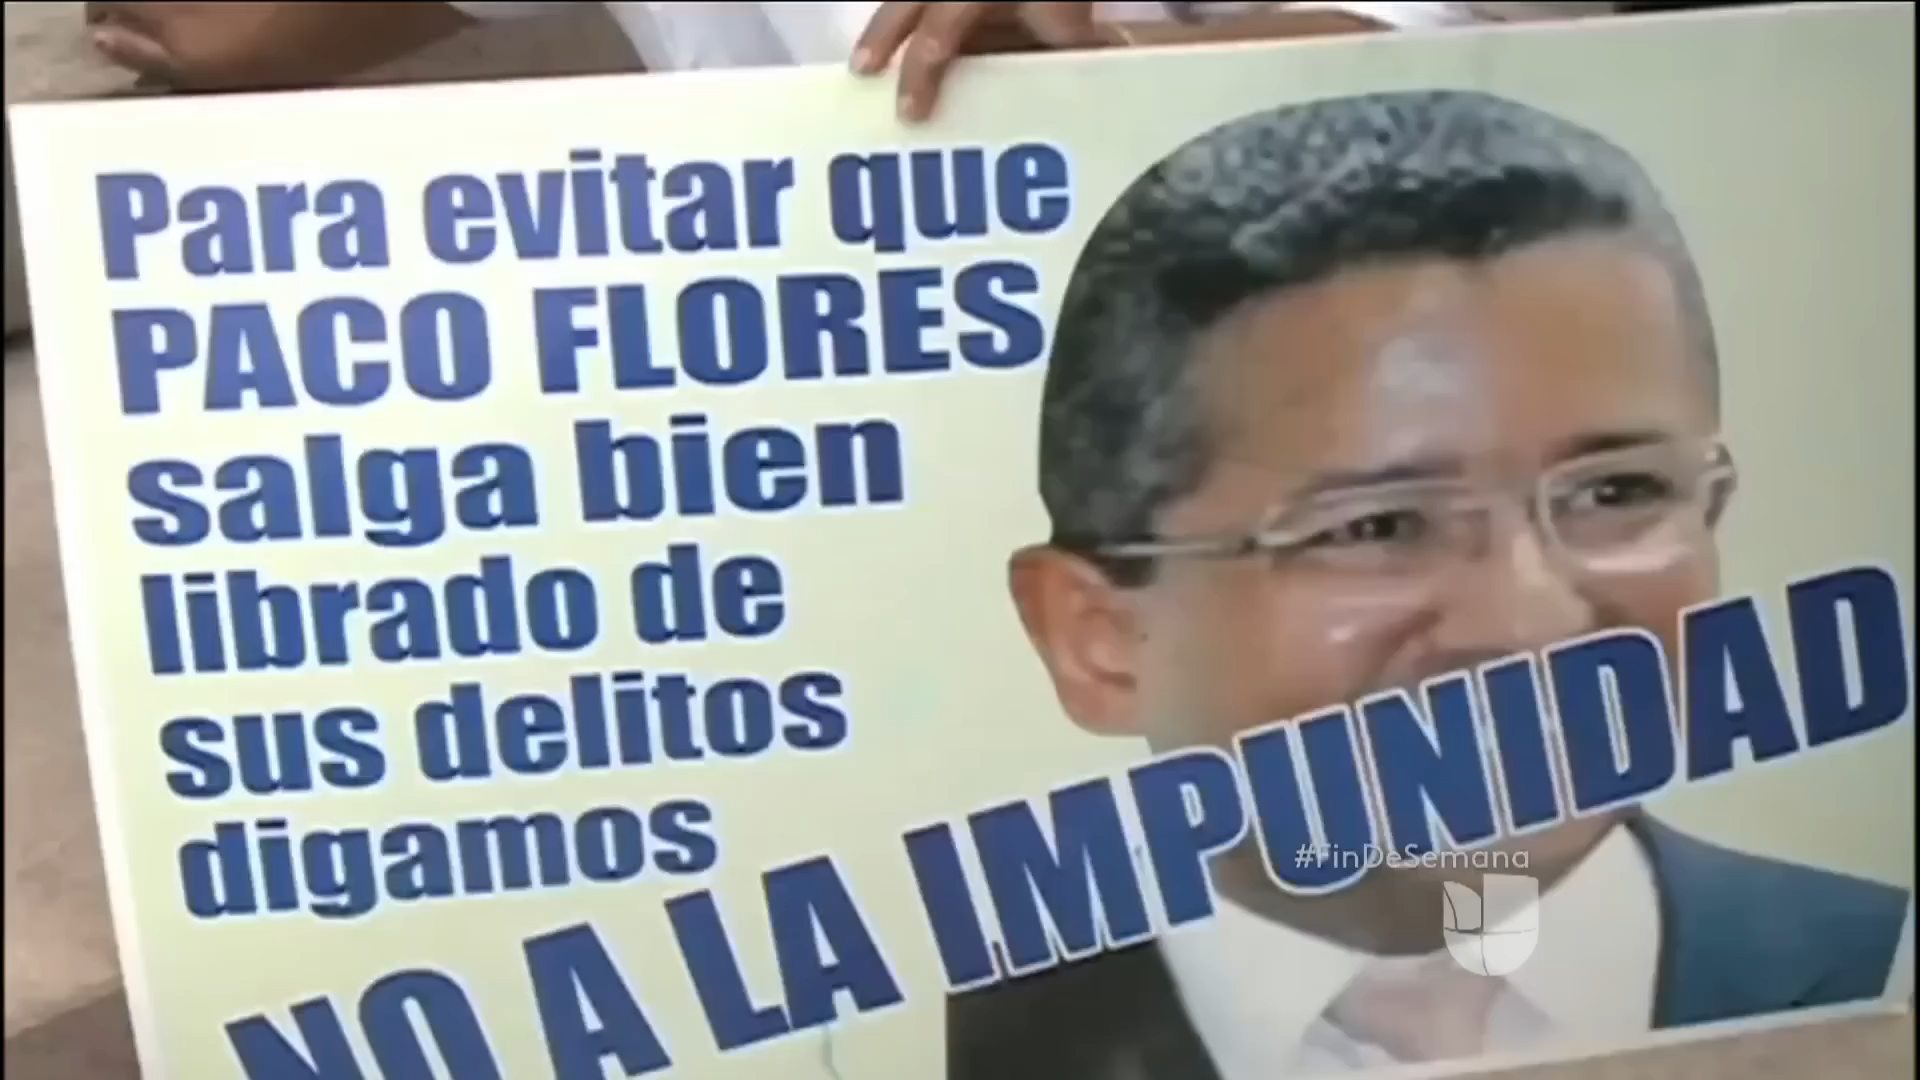 Para evitar que
PACO FLORES
salga bien
librado de
sus delitos
digamos
NO A LA IMPUNIDAD
#FinDeSemana